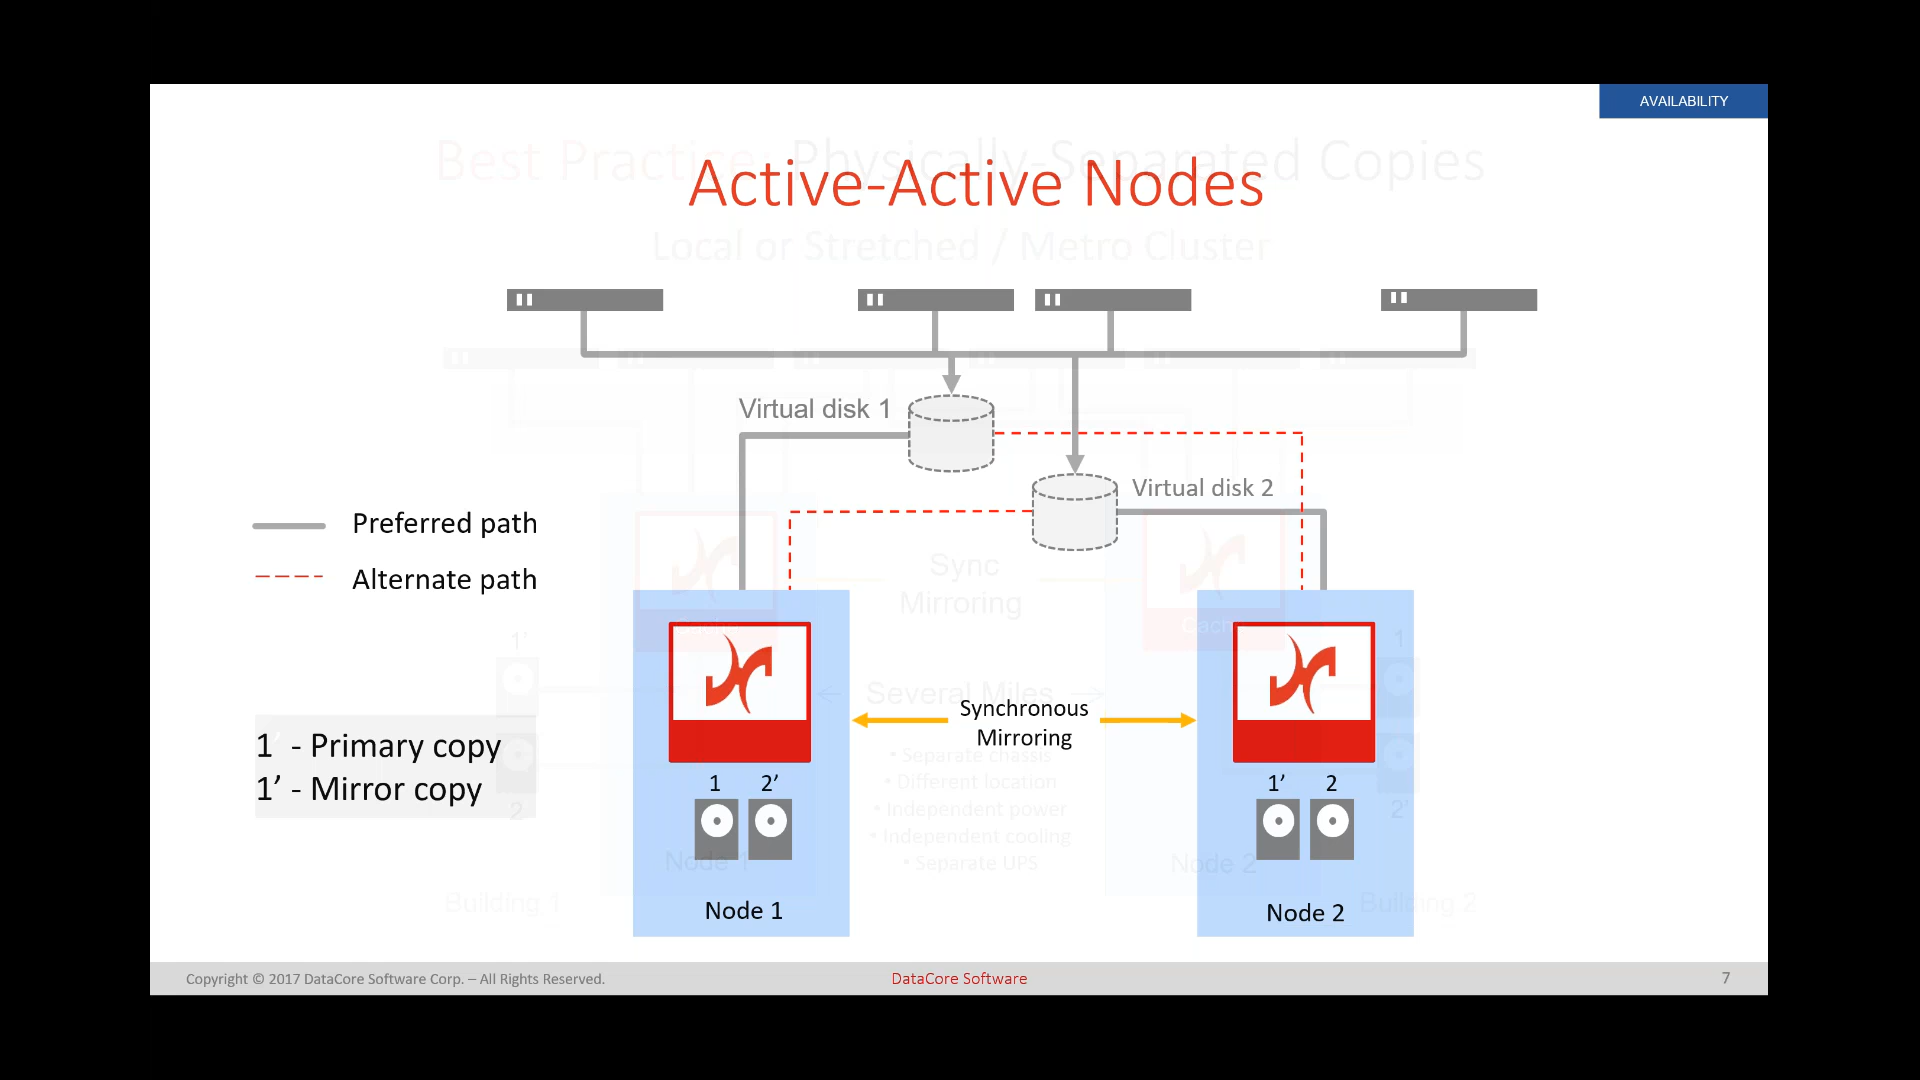 AVAILABILITY
Best Practice Physically-Separated Copies
Active-Active Nodes
Local or Stretched / Metro Cluster
Virtual disk 1
Virtual disk 2
Preferred path
Alternate path
Sync
Mirroring
Cache
1’
1
Several Miles
Synchronous
Mirroring
1’ - Primary copy
1’ - Mirror copy
• Separate chassis
• Different location
• Independent power
• Independent cooling
• Separate UPS
1 2’
1’ 2
2
2’
Node 1
Node 2
Building 1
Building 2
Node 1
Node 2
Copyright © 2017 DataCore Software Corp. – All Rights Reserved.
DataCore Software
7